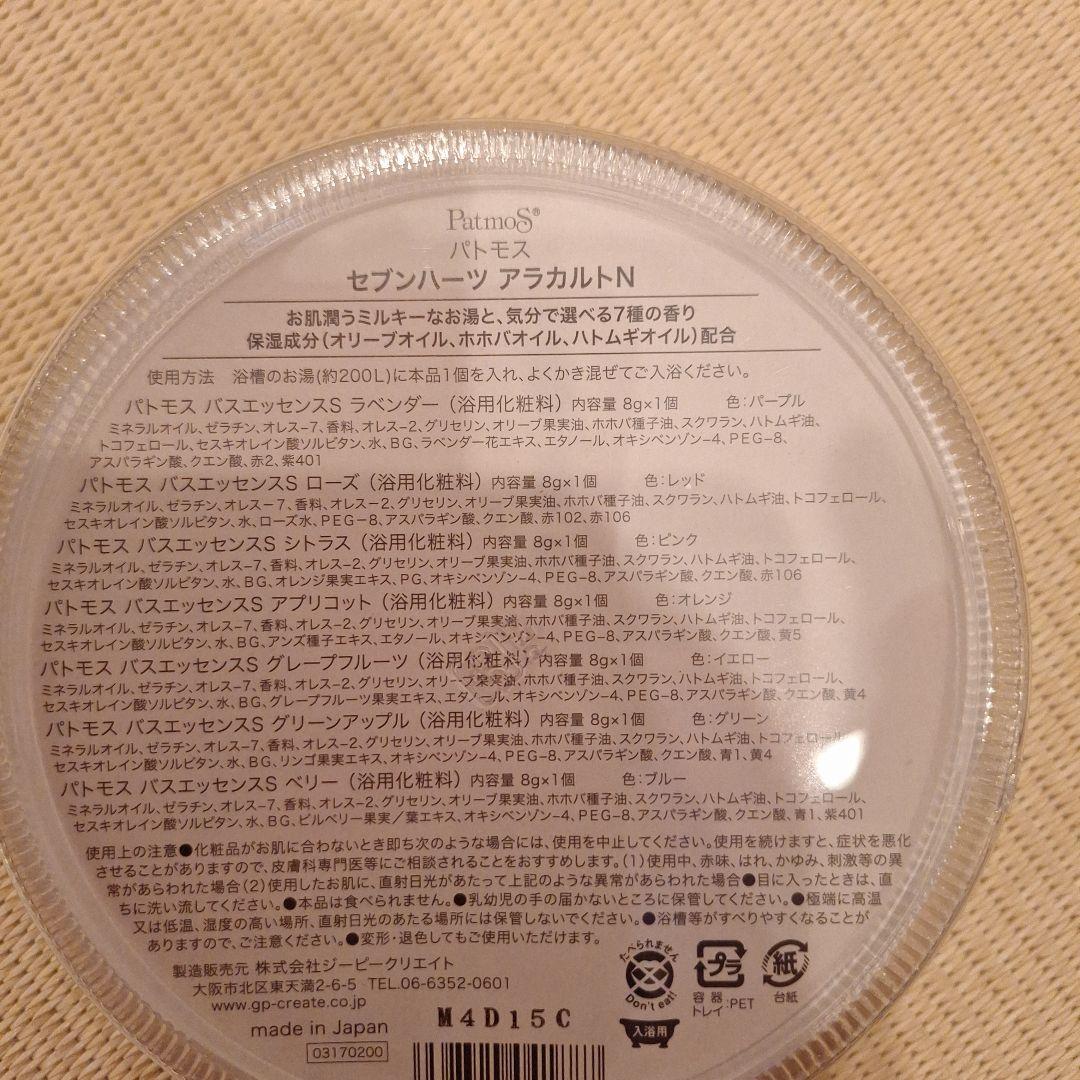 PatmoS®
パトモス
セブンハーツ アラカルトN
お肌潤うミルキーなお湯と、気分で選べる7種の香り
保湿成分(オリーブオイル、ホホバオイル、ハトムギオイル)配合
使用方法 浴槽のお湯(約200L)に本品1個を入れ、よくかき混ぜてご入浴ください。
パトモス バスエッセンスS ラベンダー(浴用化粧料) 内容量 8g×1個 色:パープル
ミネラルオイル、ゼラチン、オレス-7、香料、オレス-2、グリセリン、オリーブ果実油、ホホバ種子油、スクワラン、ハトムギ油、
トコフェロール、セスキオレイン酸ソルビタン、水、BG、ラベンダー花エキス、エタノール、オキシベンゾン-4、PEG-8、
アスパラギン酸、クエン酸、赤2、紫401
パトモス バスエッセンスS ローズ(浴用化粧料) 内容量 8g×1個 色:レッド
ミネラルオイル、ゼラチン、オレス-7、香料、オレス-2、グリセリン、オリーブ果実油、ホホバ種子油、スクワラン、ハトムギ油、トコフェロール、
セスキオレイン酸ソルビタン、水、ローズ水、PEG-8、アスパラギン酸、クエン酸、赤102、赤106
パトモス バスエッセンスS シトラス(浴用化粧料) 内容量 8g×1個 色:ピンク
ミネラルオイル、ゼラチン、オレス-7、香料、オレス-2、グリセリン、オリーブ果実油、ホホバ種子油、スクワラン、ハトムギ油、トコフェロール、
セスキオレイン酸ソルビタン、水、BG、オレンジ果実エキス、PG、オキシベンゾン-4、PEG-8、アスパラギン酸、クエン酸、赤106
パトモス バスエッセンスS アプリコット(浴用化粧料) 内容量 8g×1個 色:オレンジ
ミネラルオイル、ゼラチン、オレス-7、香料、オレス-2、グリセリン、オリーブ果実油、ホホバ種子油、スクワラン、ハトムギ油、トコフェロール、
セスキオレイン酸ソルビタン、水、BG、アンズ種子エキス、エタノール、オキシベンゾン-4、PEG-8、アスパラギン酸、クエン酸、黄5
パトモス バスエッセンスS グレープフルーツ(浴用化粧料) 内容量 8g×1個 色:イエロー
ミネラルオイル、ゼラチン、オレス-7、香料、オレス-2、グリセリン、オリーブ果実油、ホホバ種子油、スクワラン、ハトムギ油、トコフェロール、
セスキオレイン酸ソルビタン、水、BG、グレープフルーツ果実エキス、エタノール、オキシベンゾン-4、PEG-8、アスパラギン酸、クエン酸、黄4
パトモス バスエッセンスS グリーンアップル(浴用化粧料) 内容量 8g×1個 色:グリーン
ミネラルオイル、ゼラチン、オレス-7、香料、オレス-2、グリセリン、オリーブ果実油、ホホバ種子油、スクワラン、ハトムギ油、トコフェロール、
セスキオレイン酸ソルビタン、水、BG、リンゴ果実エキス、オキシベンゾン-4、PEG-8、アスパラギン酸、クエン酸、青1、黄4
パトモス バスエッセンスS ベリー(浴用化粧料) 内容量 8g×1個 色:ブルー
ミネラルオイル、ゼラチン、オレス-7、香料、オレス-2、グリセリン、オリーブ果実油、ホホバ種子油、スクワラン、ハトムギ油、トコフェロール、
セスキオレイン酸ソルビタン、水、BG、ビルベリー果実/葉エキス、オキシベンゾン-4、PEG-8、アスパラギン酸、クエン酸、青1、紫401
使用上の注意●化粧品がお肌に合わないとき即ち次のような場合には、使用を中止してください。使用を続けますと、症状を悪化
させることがありますので、皮膚科専門医等にご相談されることをおすすめします。(1)使用中、赤味、はれ、かゆみ、刺激等の異
常があらわれた場合(2)使用したお肌に、直射日光があたって上記のような異常があらわれた場合●目に入ったときは、直
ちに洗い流してください。●本品は食べられません。●乳幼児の手の届かないところに保管してください。●極端に高温
又は低温、湿度の高い場所、直射日光のあたる場所には保管しないでください。●浴槽等がすべりやすくなることが
ありますので、ご注意ください。●変形・退色してもご使用いただけます。
製造販売元 株式会社ジーピークリエイト
大阪市北区東天満2-6-5 TEL.06-6352-0601
www.gp-create.co.jp
made in Japan
03170200
M4D15C
たべられません
Don't eat!
入浴用
プラ
容器
トレイ:PET
紙
台紙